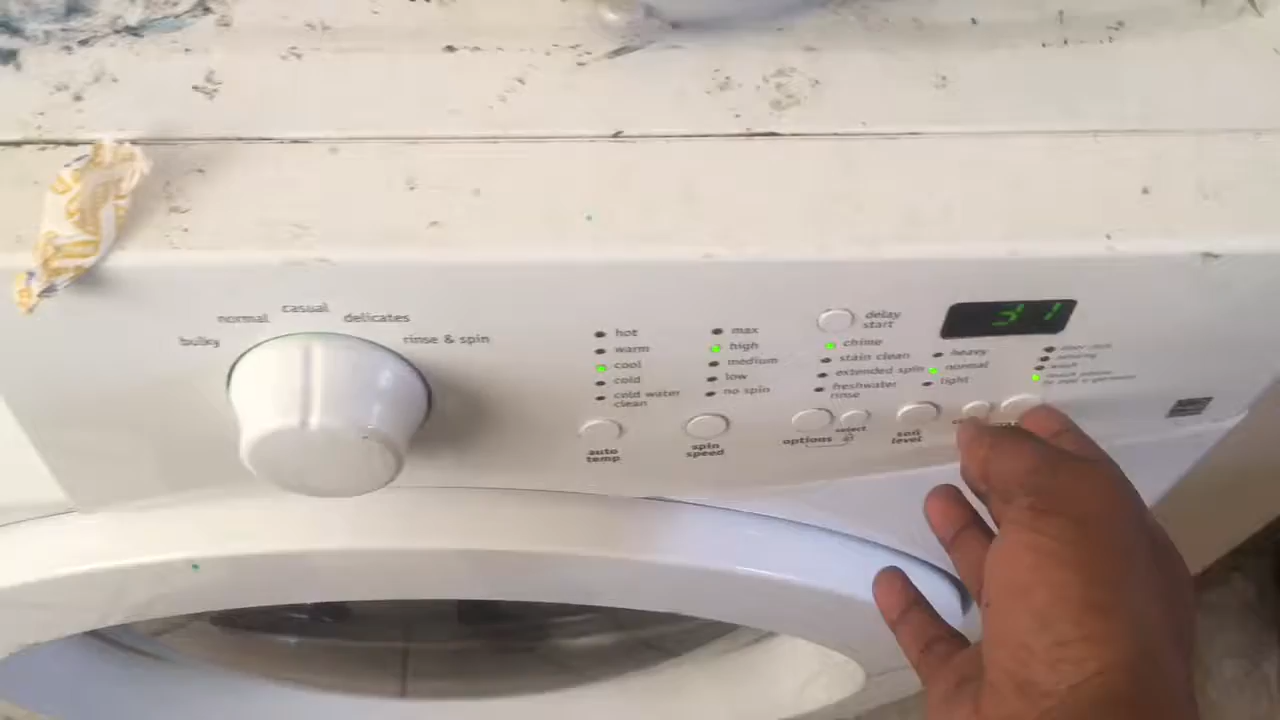 casual
normal
delicates
bulky
rinse & spin
hot
warm
cool
cold
cold water
clean
auto
temp
max
high
medium
low
no spin
spin
speed
delay
start
chime
stain clean
extended spin
freshwater
rinse
options
select
heavy
normal
light
soil
level
31